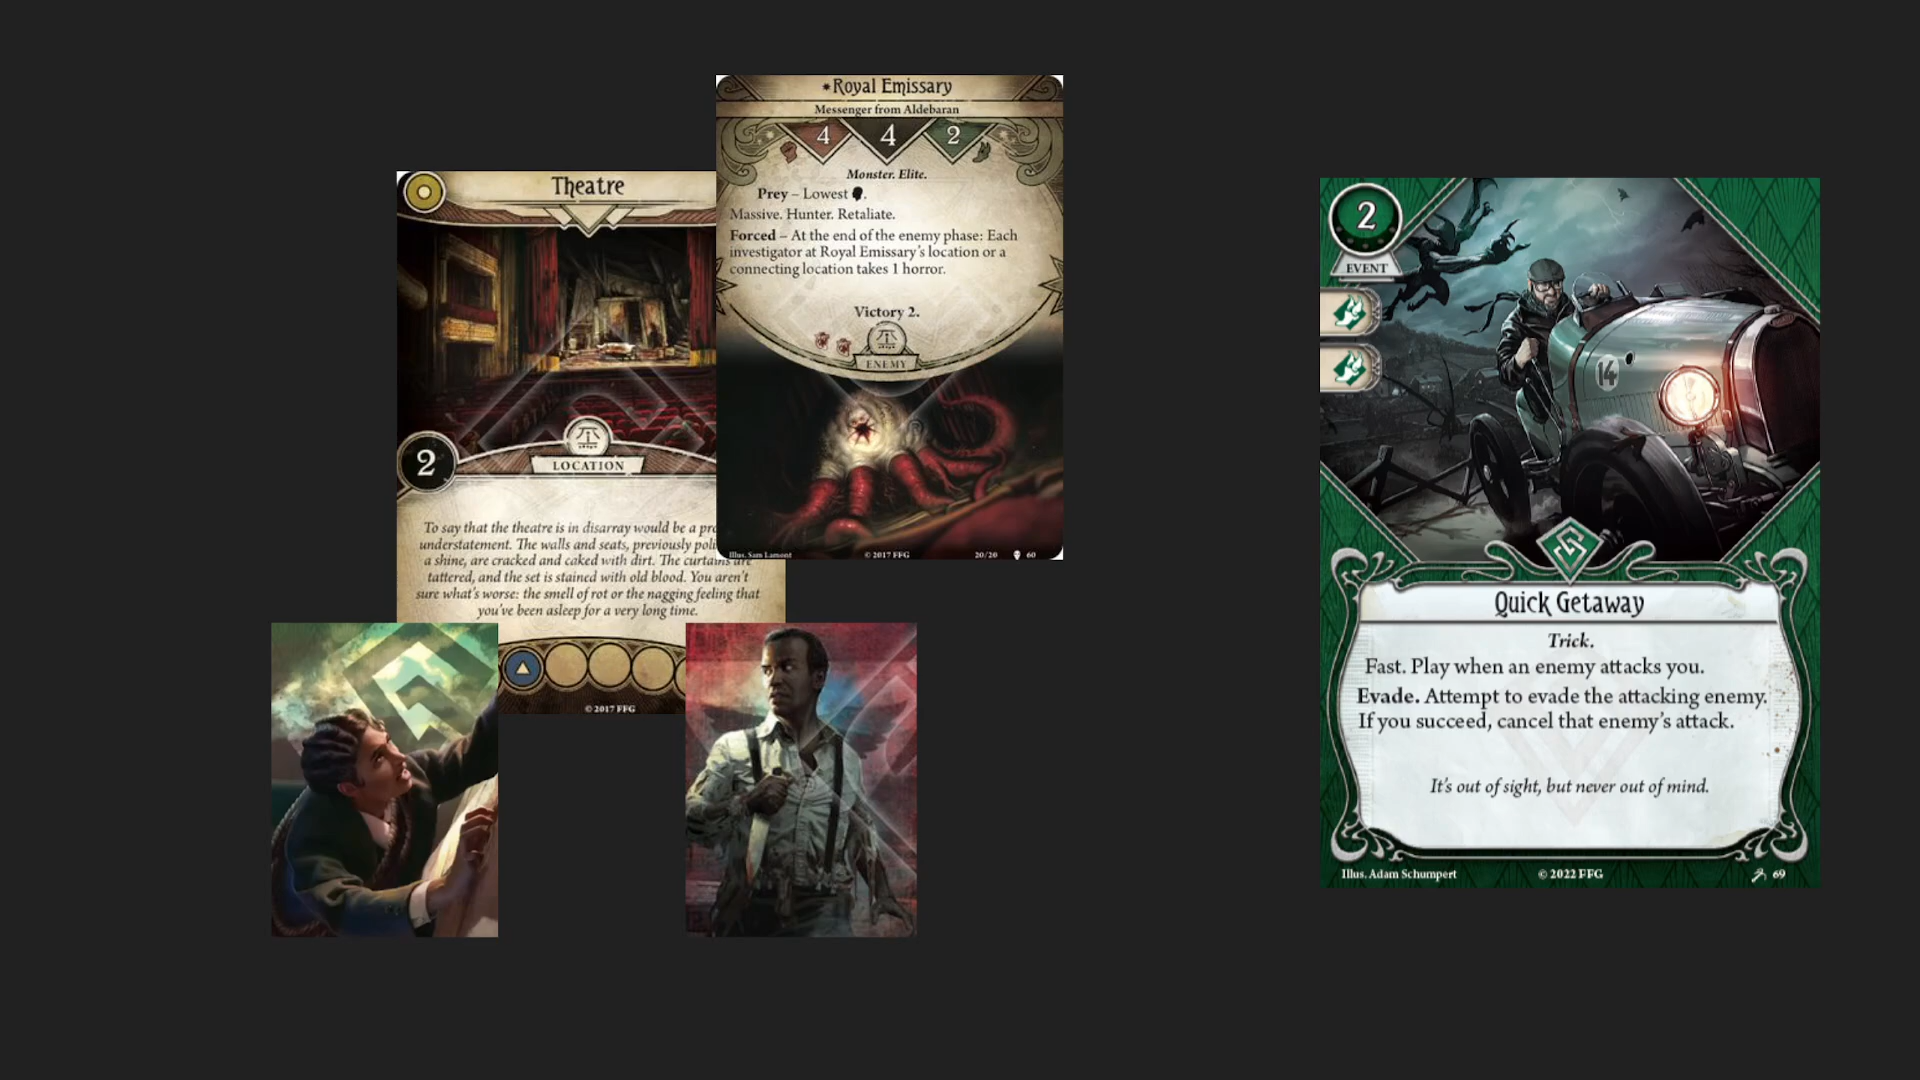 Theatre
2
LOCATION
To say that the theatre is in disarray would be a
understatement. The walls and seats, previously
a shine, are cracked and caked with dirt. The curtains are
tattered, and the set is stained with old blood. You aren't
sure what's worse: the smell of rot or the nagging feeling that
you've been asleep for a very long time.
© 2017 FFG
Royal Emissary
Messenger from Aldebaran
4 4 2
Monster. Elite.
Prey – Lowest .
Massive. Hunter. Retaliate.
Forced – At the end of the enemy phase: Each
investigator at Royal Emissary's location or a
connecting location takes 1 horror.
Victory 2.
ENEMY
Illus. Sam Lamont © 2017 FFG 20/20 60
2
EVENT
14
Quick Getaway
Trick.
Fast. Play when an enemy attacks you.
Evade. Attempt to evade the attacking enemy.
If you succeed, cancel that enemy's attack.
It's out of sight, but never out of mind.
Illus. Adam Schumpert © 2022 FFG 69